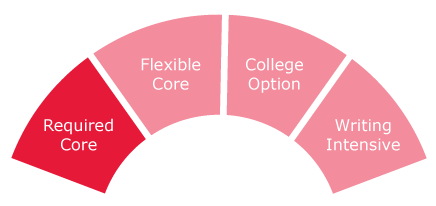 Required
Core
Flexible
Core
College
Option
Writing
Intensive